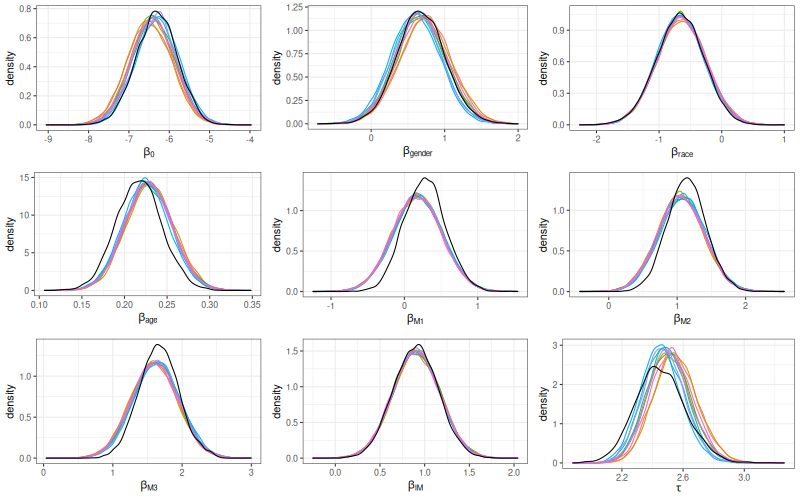 density
0.0
0.2
0.4
0.6
0.8
-9 -8 -7 -6 -5 -4
β0
density
0.00
0.25
0.50
0.75
1.00
1.25
0 1 2
βgender
density
0.0
0.3
0.6
0.9
-2 -1 0 1
βrace
density
0
5
10
15
0.10 0.15 0.20 0.25 0.30 0.35
βage
density
0.0
0.5
1.0
-1 0 1
βM1
density
0.0
0.5
1.0
0 1 2
βM2
density
0.0
0.5
1.0
0 1 2 3
βM3
density
0.0
0.5
1.0
1.5
0.0 0.5 1.0 1.5 2.0
βIM
density
0
1
2
3
2.2 2.6 3.0
τ